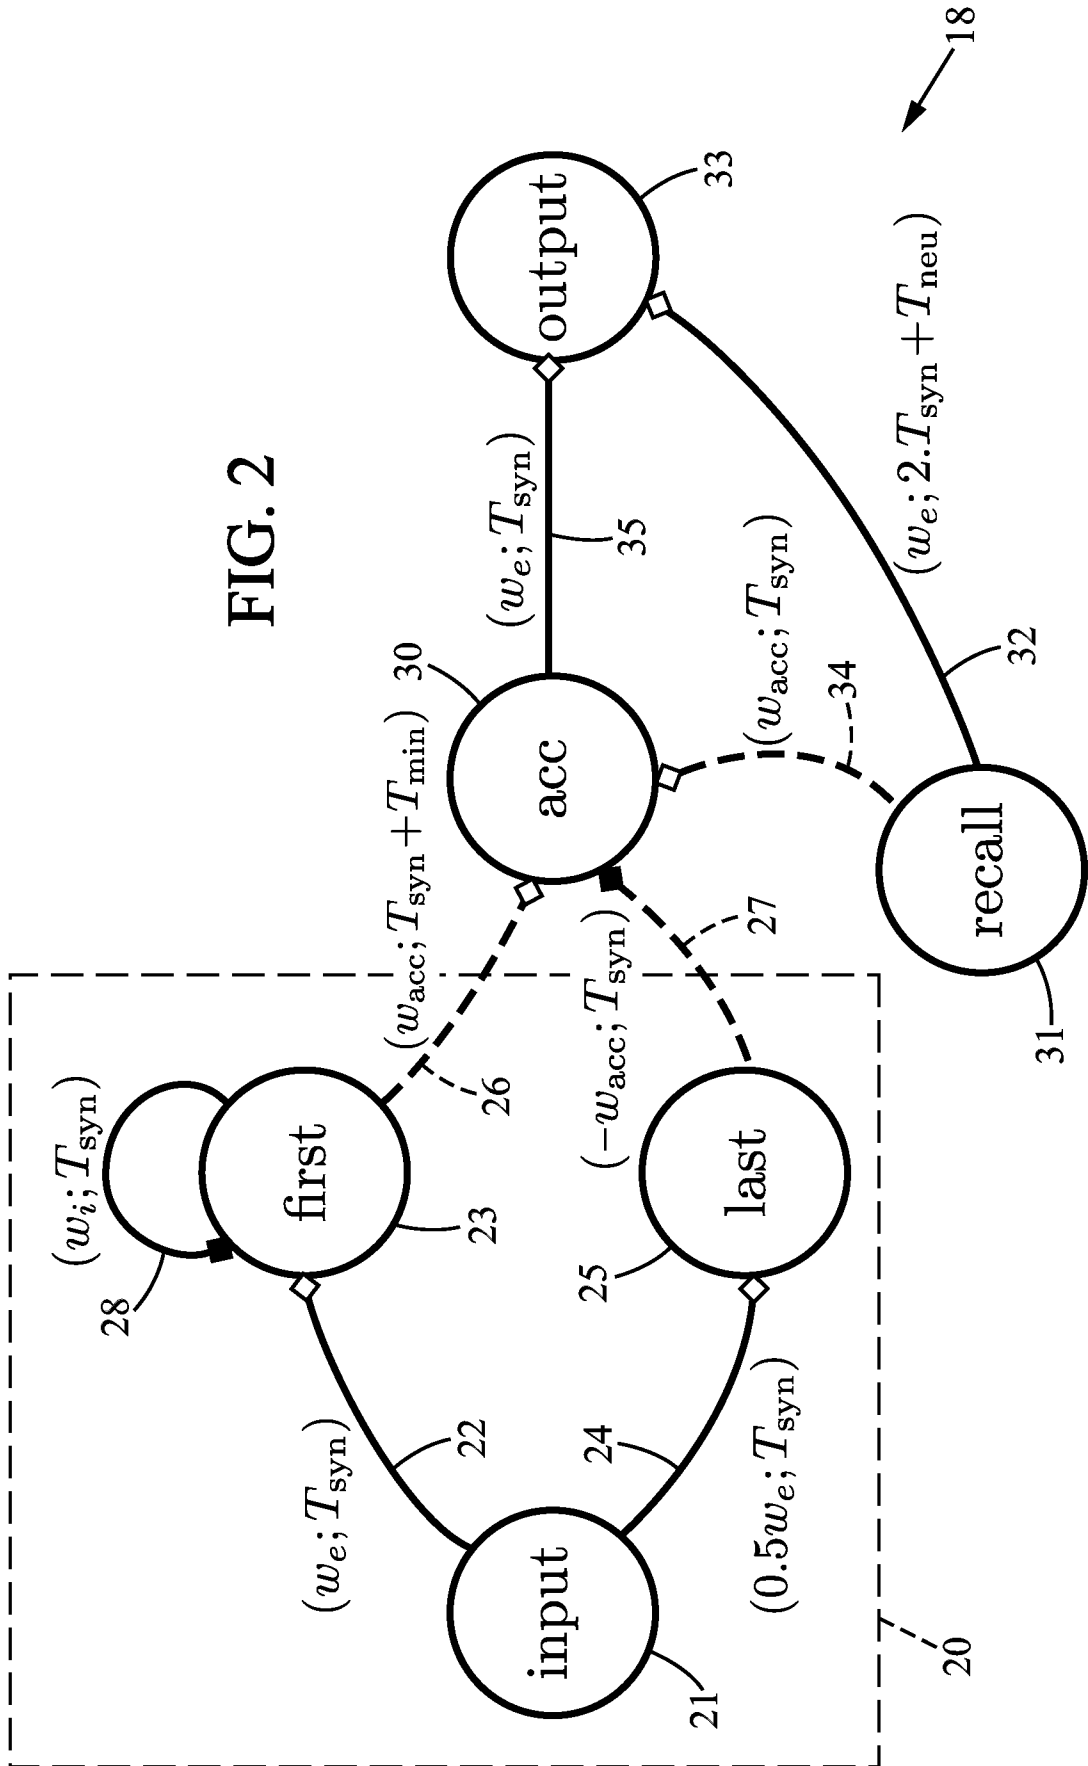 FIG. 2
18
(w_i; T_syn)
28
first
23
(w_e; T_syn)
22
input
21
24
(0.5w_e; T_syn)
20
25
last
26
(w_acc; T_syn+T_min)
(−w_acc; T_syn)
27
30
acc
(w_e; T_syn)
35
output
33
(w_acc; T_syn)
34
recall
31
32
(w_e; 2.T_syn+T_neu)